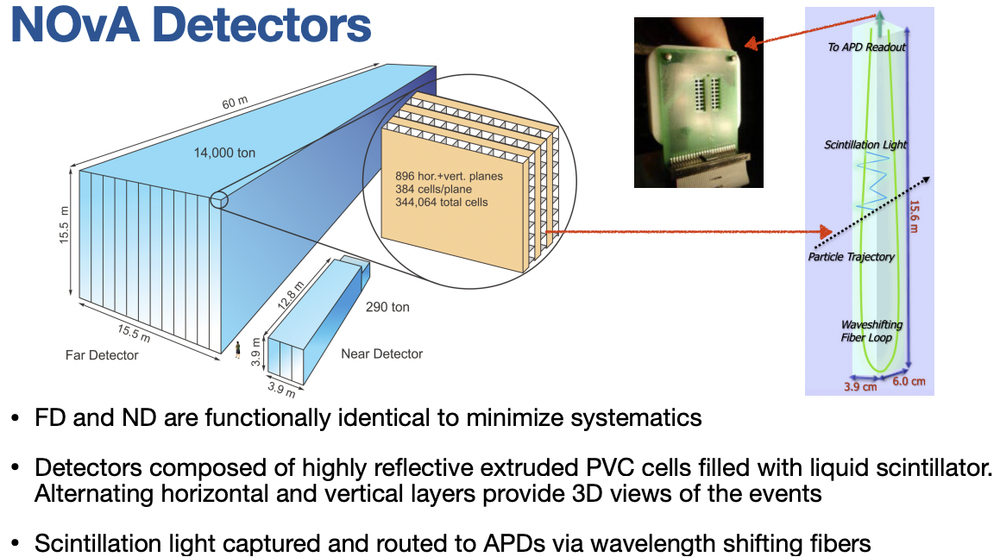 NOvA Detectors
60 m
14,000 ton
15.5 m
15.5 m
Far Detector
896 hor.+vert. planes
384 cells/plane
344,064 total cells
12.8 m
290 ton
3.9 m
3.9 m
Near Detector
To APD Readout
Scintillation Light
15.6 m
Particle Trajectory
Waveshifting
Fiber Loop
3.9 cm
6.0 cm
• FD and ND are functionally identical to minimize systematics
• Detectors composed of highly reflective extruded PVC cells filled with liquid scintillator.
Alternating horizontal and vertical layers provide 3D views of the events
• Scintillation light captured and routed to APDs via wavelength shifting fibers